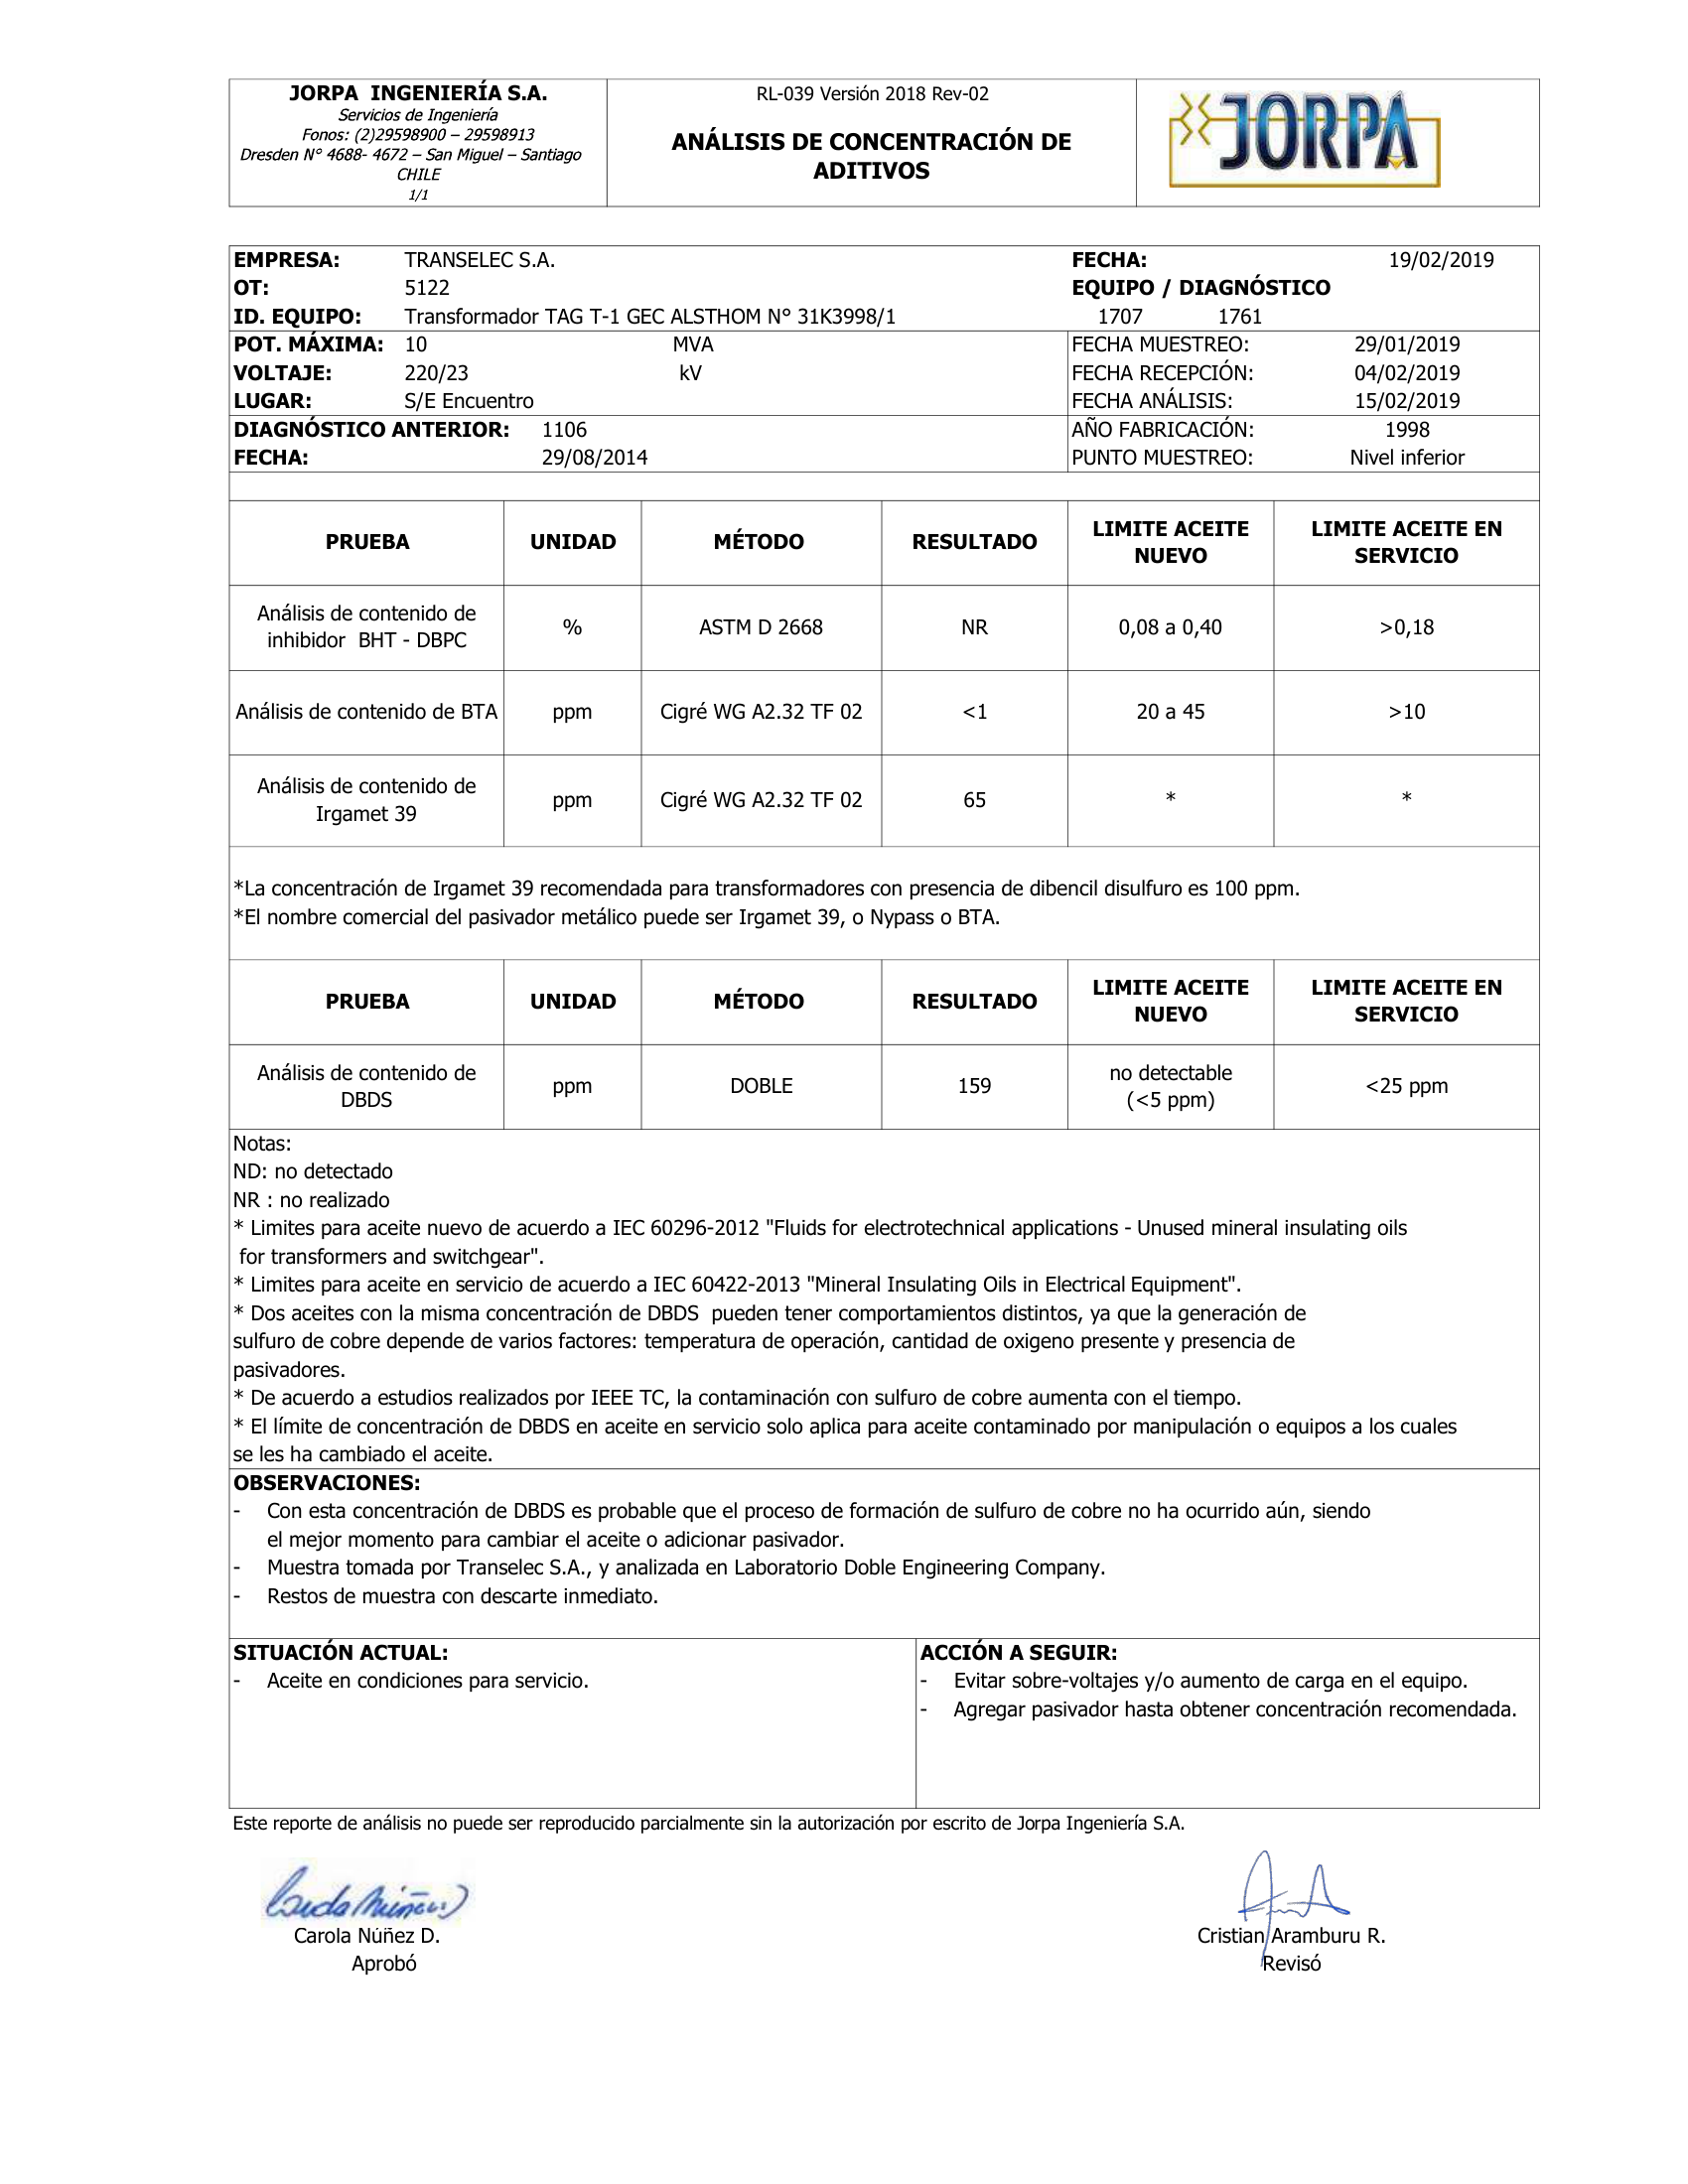 JORPA INGENIERÍA S.A.
Servicios de Ingeniería
Fonos: (2)29598900 – 29598913
Dresden N° 4688- 4672 – San Miguel – Santiago
CHILE
1/1
RL-039 Versión 2018 Rev-02
ANÁLISIS DE CONCENTRACIÓN DE
ADITIVOS
JORPA
EMPRESA: TRANSELEC S.A. FECHA: 19/02/2019
OT: 5122 EQUIPO / DIAGNÓSTICO
ID. EQUIPO: Transformador TAG T-1 GEC ALSTHOM N° 31K3998/1 1707 1761
POT. MÁXIMA: 10 MVA FECHA MUESTREO: 29/01/2019
VOLTAJE: 220/23 kV FECHA RECEPCIÓN: 04/02/2019
LUGAR: S/E Encuentro FECHA ANÁLISIS: 15/02/2019
DIAGNÓSTICO ANTERIOR: 1106 AÑO FABRICACIÓN: 1998
FECHA: 29/08/2014 PUNTO MUESTREO: Nivel inferior
PRUEBA UNIDAD MÉTODO RESULTADO LIMITE ACEITE NUEVO LIMITE ACEITE EN SERVICIO
Análisis de contenido de inhibidor BHT - DBPC % ASTM D 2668 NR 0,08 a 0,40 >0,18
Análisis de contenido de BTA ppm Cigré WG A2.32 TF 02 <1 20 a 45 >10
Análisis de contenido de Irgamet 39 ppm Cigré WG A2.32 TF 02 65 * *
*La concentración de Irgamet 39 recomendada para transformadores con presencia de dibencil disulfuro es 100 ppm.
*El nombre comercial del pasivador metálico puede ser Irgamet 39, o Nypass o BTA.
PRUEBA UNIDAD MÉTODO RESULTADO LIMITE ACEITE NUEVO LIMITE ACEITE EN SERVICIO
Análisis de contenido de DBDS ppm DOBLE 159 no detectable (<5 ppm) <25 ppm
Notas:
ND: no detectado
NR : no realizado
* Limites para aceite nuevo de acuerdo a IEC 60296-2012 "Fluids for electrotechnical applications - Unused mineral insulating oils
for transformers and switchgear".
* Limites para aceite en servicio de acuerdo a IEC 60422-2013 "Mineral Insulating Oils in Electrical Equipment".
* Dos aceites con la misma concentración de DBDS pueden tener comportamientos distintos, ya que la generación de
sulfuro de cobre depende de varios factores: temperatura de operación, cantidad de oxigeno presente y presencia de
pasivadores.
* De acuerdo a estudios realizados por IEEE TC, la contaminación con sulfuro de cobre aumenta con el tiempo.
* El límite de concentración de DBDS en aceite en servicio solo aplica para aceite contaminado por manipulación o equipos a los cuales
se les ha cambiado el aceite.
OBSERVACIONES:
- Con esta concentración de DBDS es probable que el proceso de formación de sulfuro de cobre no ha ocurrido aún, siendo
el mejor momento para cambiar el aceite o adicionar pasivador.
- Muestra tomada por Transelec S.A., y analizada en Laboratorio Doble Engineering Company.
- Restos de muestra con descarte inmediato.
SITUACIÓN ACTUAL:
- Aceite en condiciones para servicio.
ACCIÓN A SEGUIR:
- Evitar sobre-voltajes y/o aumento de carga en el equipo.
- Agregar pasivador hasta obtener concentración recomendada.
Este reporte de análisis no puede ser reproducido parcialmente sin la autorización por escrito de Jorpa Ingeniería S.A.
Carola Núñez D.
Aprobó
Cristian Aramburu R.
Revisó